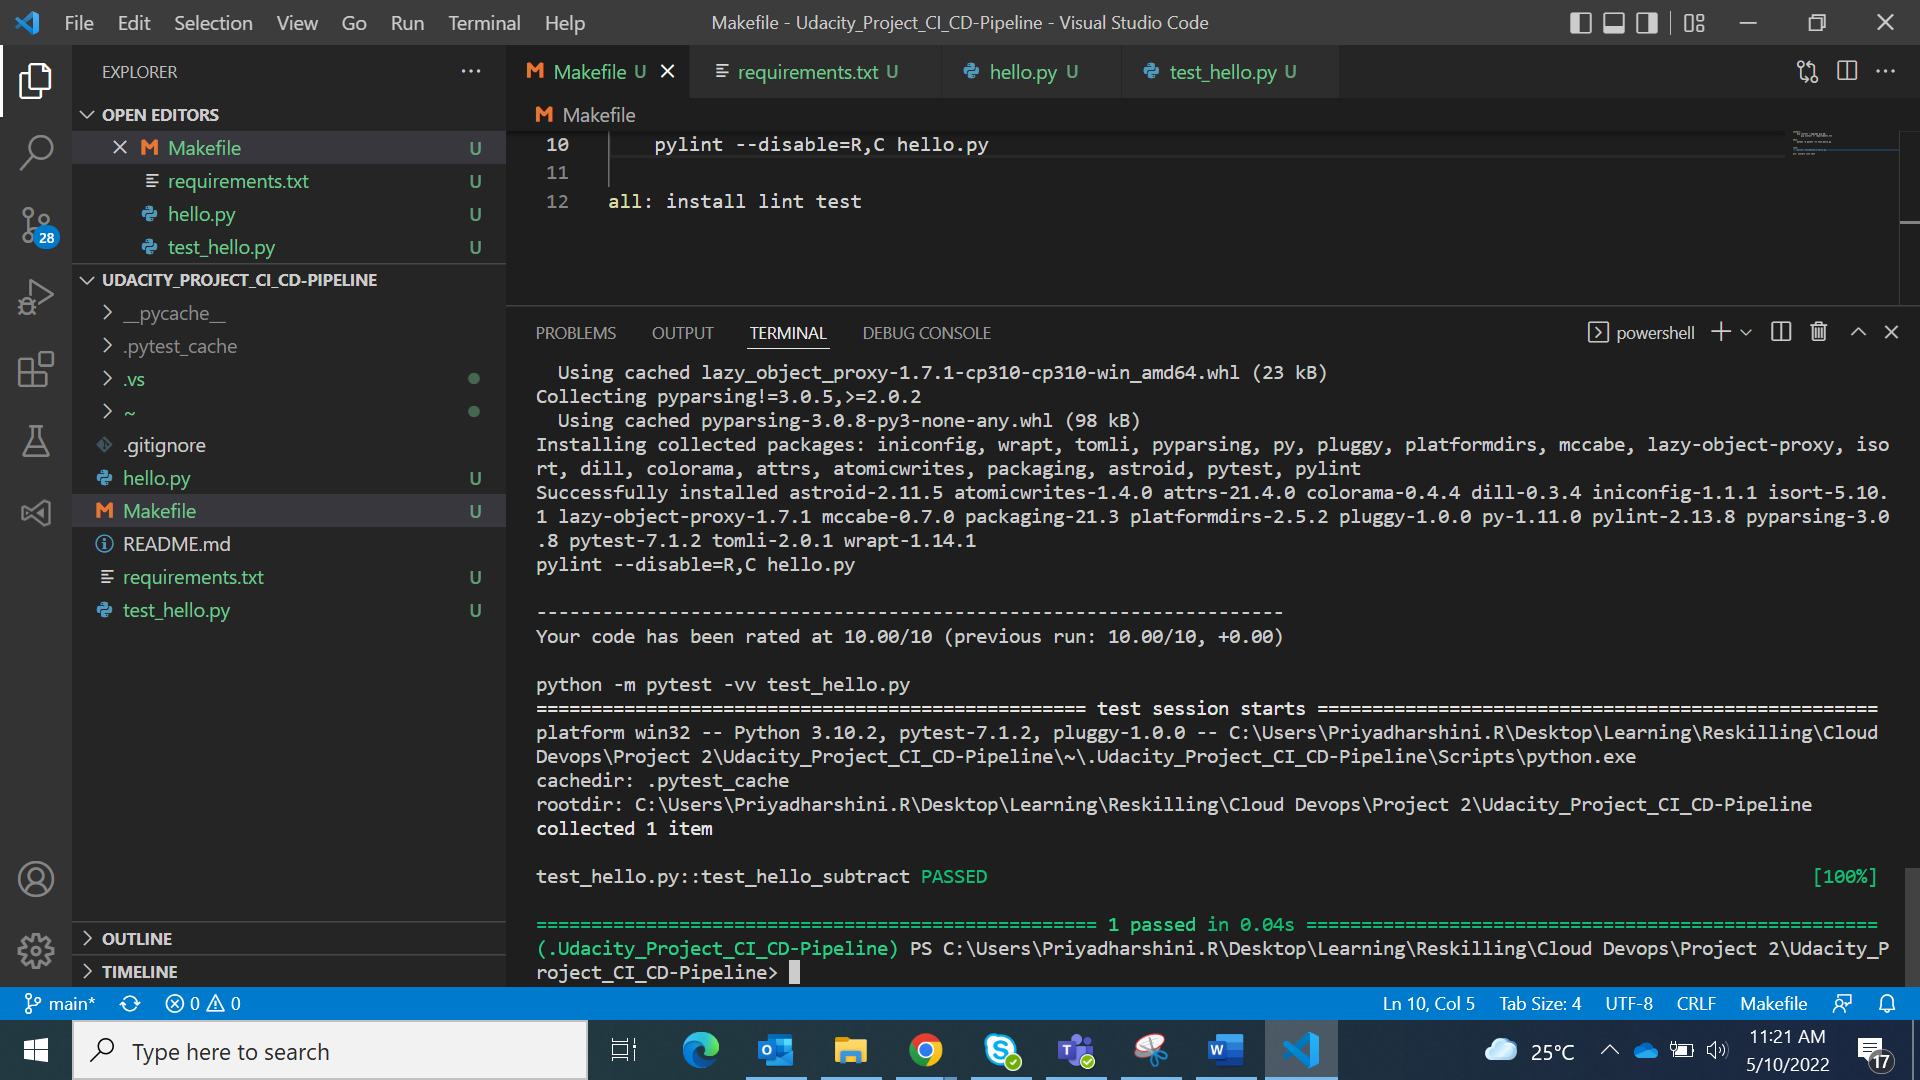 File Edit Selection View Go Run Terminal Help
Makefile - Udacity_Project_CI_CD-Pipeline - Visual Studio Code
EXPLORER
OPEN EDITORS
Makefile U
requirements.txt U
hello.py U
test_hello.py U
UDACITY_PROJECT_CI_CD-PIPELINE
__pycache__
.pytest_cache
.vs
~
.gitignore
hello.py U
Makefile U
README.md
requirements.txt U
test_hello.py U
OUTLINE
TIMELINE
28
Makefile U requirements.txt U hello.py U test_hello.py U
Makefile
10 pylint --disable=R,C hello.py
11
12 all: install lint test
PROBLEMS OUTPUT TERMINAL DEBUG CONSOLE
powershell
Using cached lazy_object_proxy-1.7.1-cp310-cp310-win_amd64.whl (23 kB)
Collecting pyparsing!=3.0.5,>=2.0.2
Using cached pyparsing-3.0.8-py3-none-any.whl (98 kB)
Installing collected packages: iniconfig, wrapt, tomli, pyparsing, py, pluggy, platformdirs, mccabe, lazy-object-proxy, iso
rt, dill, colorama, attrs, atomicwrites, packaging, astroid, pytest, pylint
Successfully installed astroid-2.11.5 atomicwrites-1.4.0 attrs-21.4.0 colorama-0.4.4 dill-0.3.4 iniconfig-1.1.1 isort-5.10.
1 lazy-object-proxy-1.7.1 mccabe-0.7.0 packaging-21.3 platformdirs-2.5.2 pluggy-1.0.0 py-1.11.0 pylint-2.13.8 pyparsing-3.0
.8 pytest-7.1.2 tomli-2.0.1 wrapt-1.14.1
pylint --disable=R,C hello.py
--------------------------------------------------------------------
Your code has been rated at 10.00/10 (previous run: 10.00/10, +0.00)
python -m pytest -vv test_hello.py
================================================== test session starts ===================================================
platform win32 -- Python 3.10.2, pytest-7.1.2, pluggy-1.0.0 -- C:\Users\Priyadharshini.R\Desktop\Learning\Reskilling\Cloud
Devops\Project 2\Udacity_Project_CI_CD-Pipeline\~\.Udacity_Project_CI_CD-Pipeline\Scripts\python.exe
cachedir: .pytest_cache
rootdir: C:\Users\Priyadharshini.R\Desktop\Learning\Reskilling\Cloud Devops\Project 2\Udacity_Project_CI_CD-Pipeline
collected 1 item
test_hello.py::test_hello_subtract PASSED [100%]
=================================================== 1 passed in 0.04s ====================================================
(.Udacity_Project_CI_CD-Pipeline) PS C:\Users\Priyadharshini.R\Desktop\Learning\Reskilling\Cloud Devops\Project 2\Udacity_P
roject_CI_CD-Pipeline>
main* 0 0
Ln 10, Col 5 Tab Size: 4 UTF-8 CRLF Makefile
Type here to search
25°C
11:21 AM
5/10/2022
17